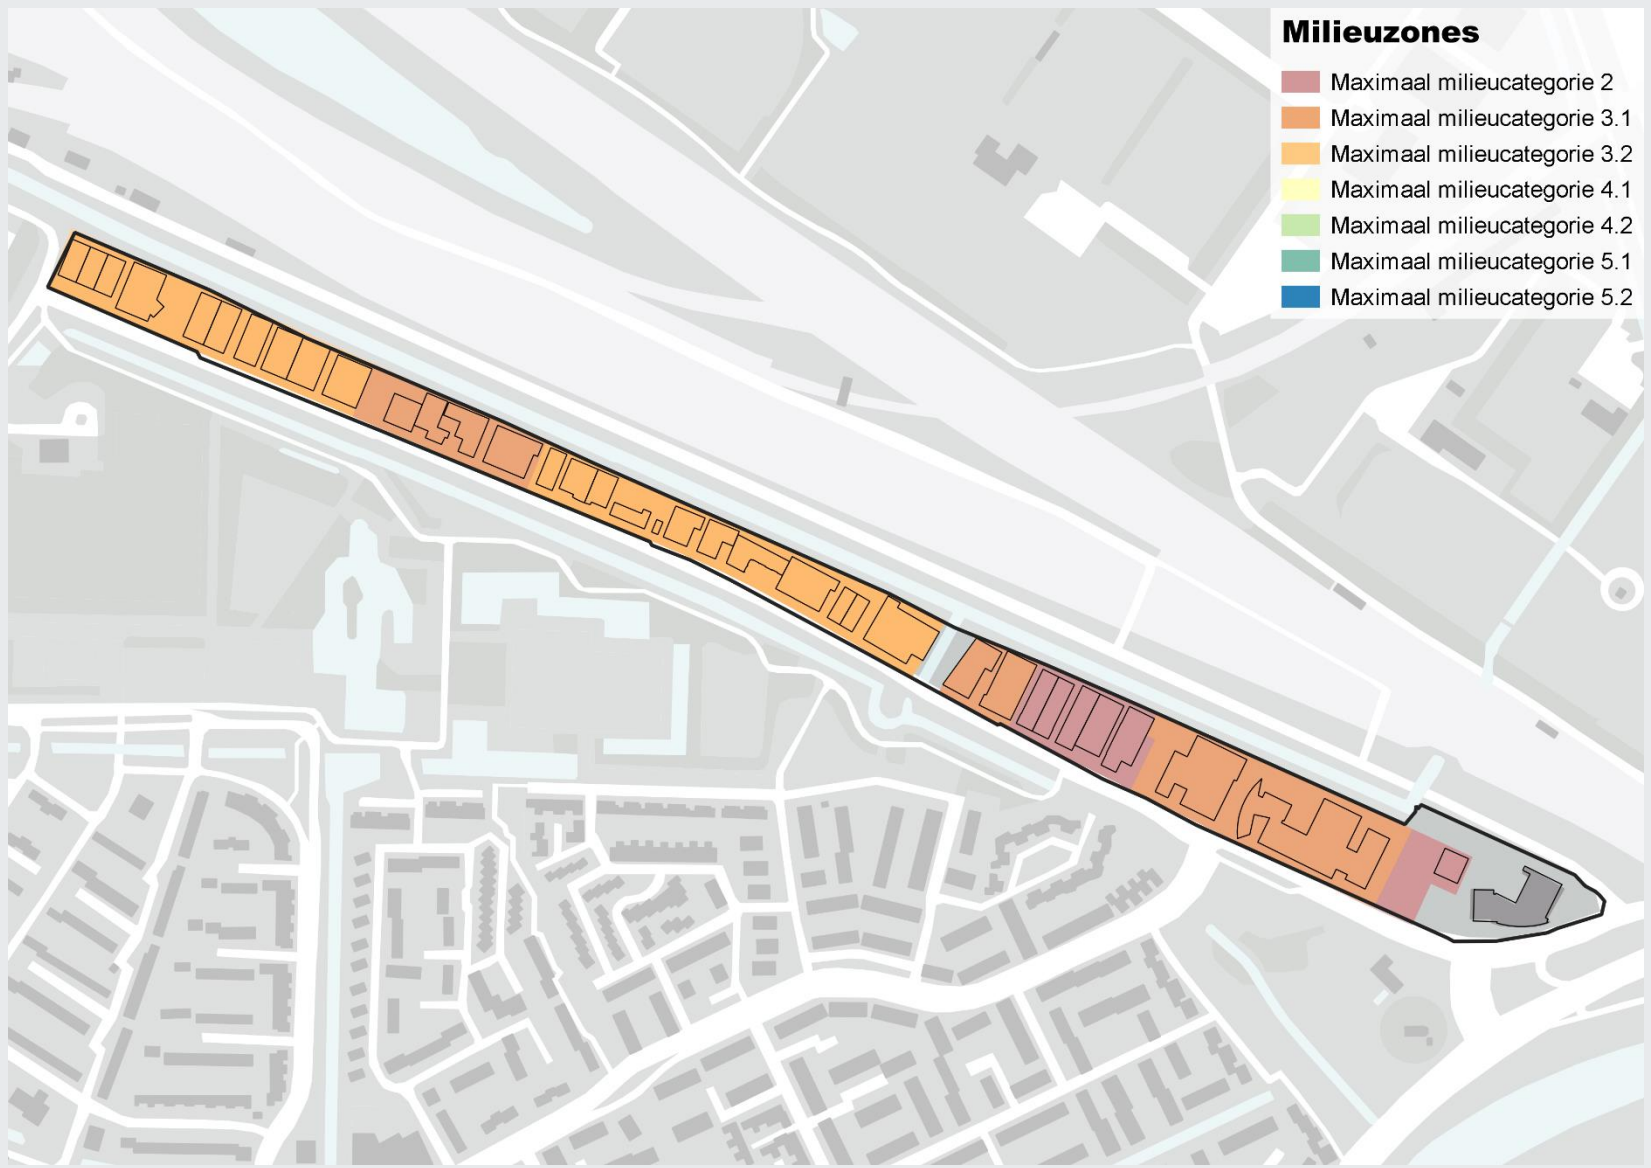 Milieuzones
Maximaal milieucategorie 2
Maximaal milieucategorie 3.1
Maximaal milieucategorie 3.2
Maximaal milieucategorie 4.1
Maximaal milieucategorie 4.2
Maximaal milieucategorie 5.1
Maximaal milieucategorie 5.2